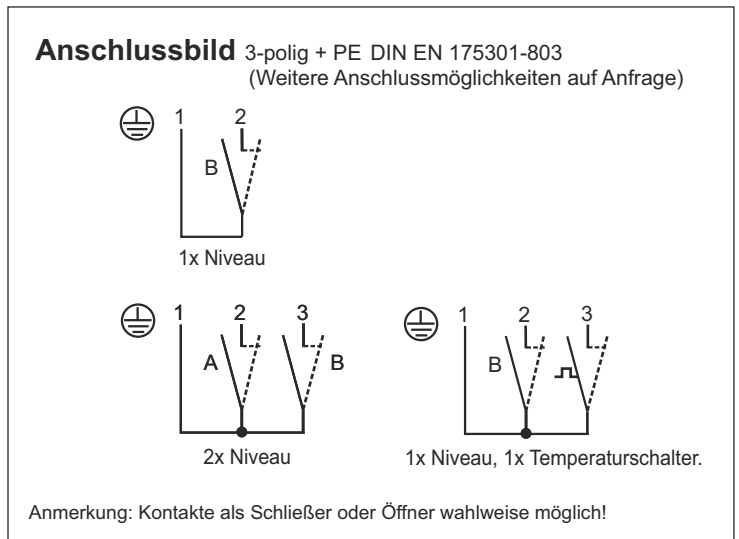 Anschlussbild 3-polig + PE DIN EN 175301-803
(Weitere Anschlussmöglichkeiten auf Anfrage)
1 2
B
1x Niveau
1 2 3
A B
2x Niveau
1 2 3
B
1x Niveau, 1x Temperaturschalter.
Anmerkung: Kontakte als Schließer oder Öffner wahlweise möglich!